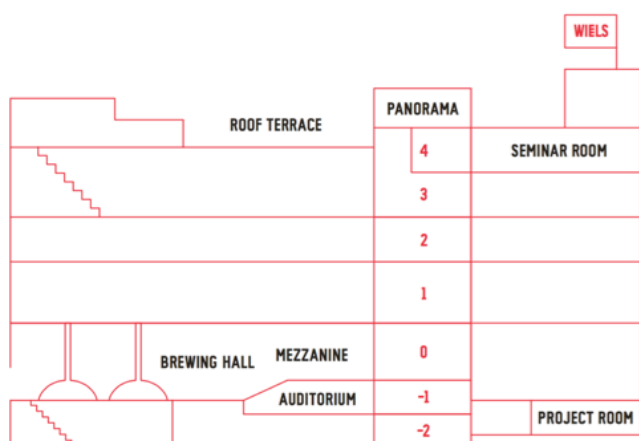 WIELS
PANORAMA
ROOF TERRACE
4
SEMINAR ROOM
3
2
1
0
MEZZANINE
BREWING HALL
-1
AUDITORIUM
PROJECT ROOM
-2